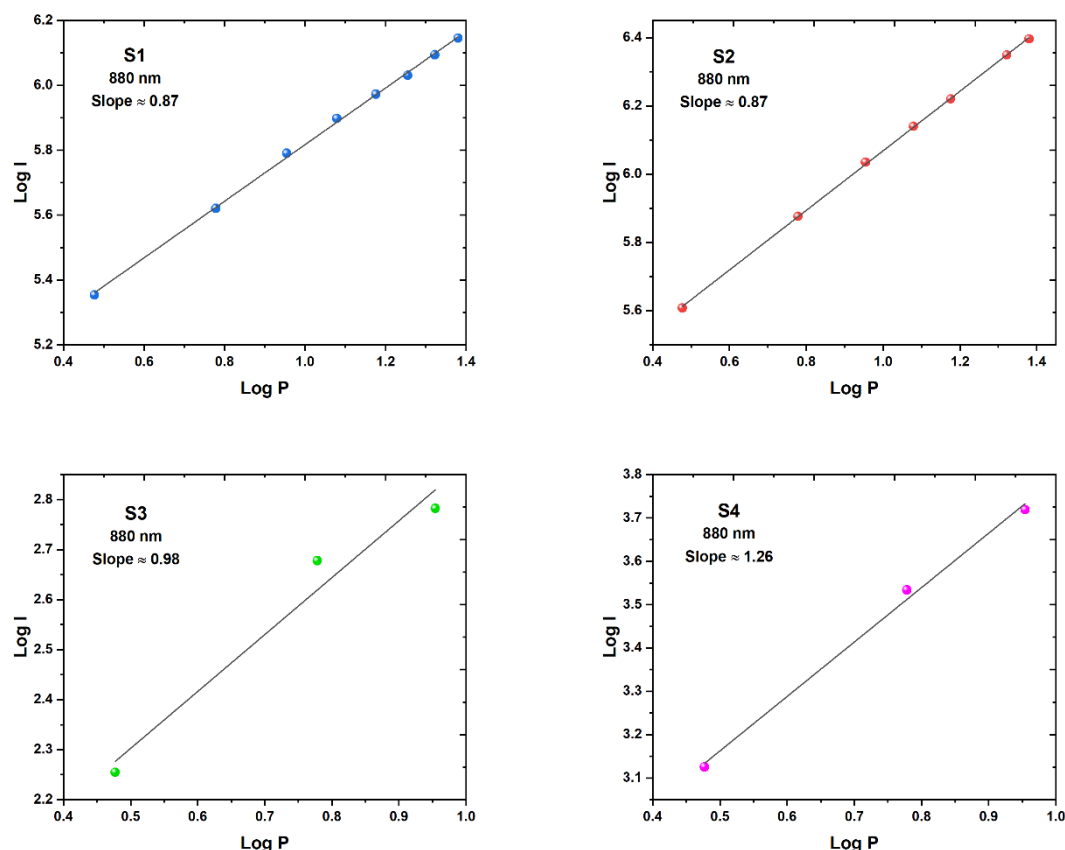 S1
880 nm
Slope ≈ 0.87
Log I
6.2
6.0
5.8
5.6
5.4
5.2
0.4 0.6 0.8 1.0 1.2 1.4
Log P
S2
880 nm
Slope ≈ 0.87
Log I
6.4
6.2
6.0
5.8
5.6
0.4 0.6 0.8 1.0 1.2 1.4
Log P
S3
880 nm
Slope ≈ 0.98
Log I
2.8
2.7
2.6
2.5
2.4
2.3
2.2
0.4 0.5 0.6 0.7 0.8 0.9 1.0
Log P
S4
880 nm
Slope ≈ 1.26
Log I
3.8
3.7
3.6
3.5
3.4
3.3
3.2
3.1
0.4 0.5 0.6 0.7 0.8 0.9 1.0
Log P